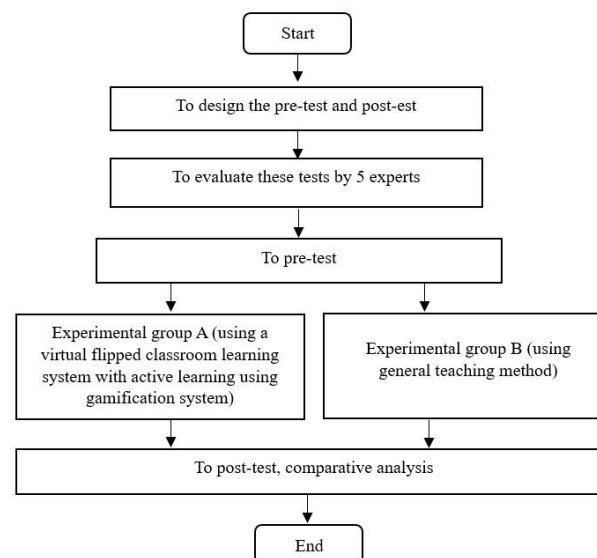 Start
To design the pre-test and post-est
To evaluate these tests by 5 experts
To pre-test
Experimental group A (using a
virtual flipped classroom learning
system with active learning using
gamification system)
Experimental group B (using
general teaching method)
To post-test, comparative analysis
End